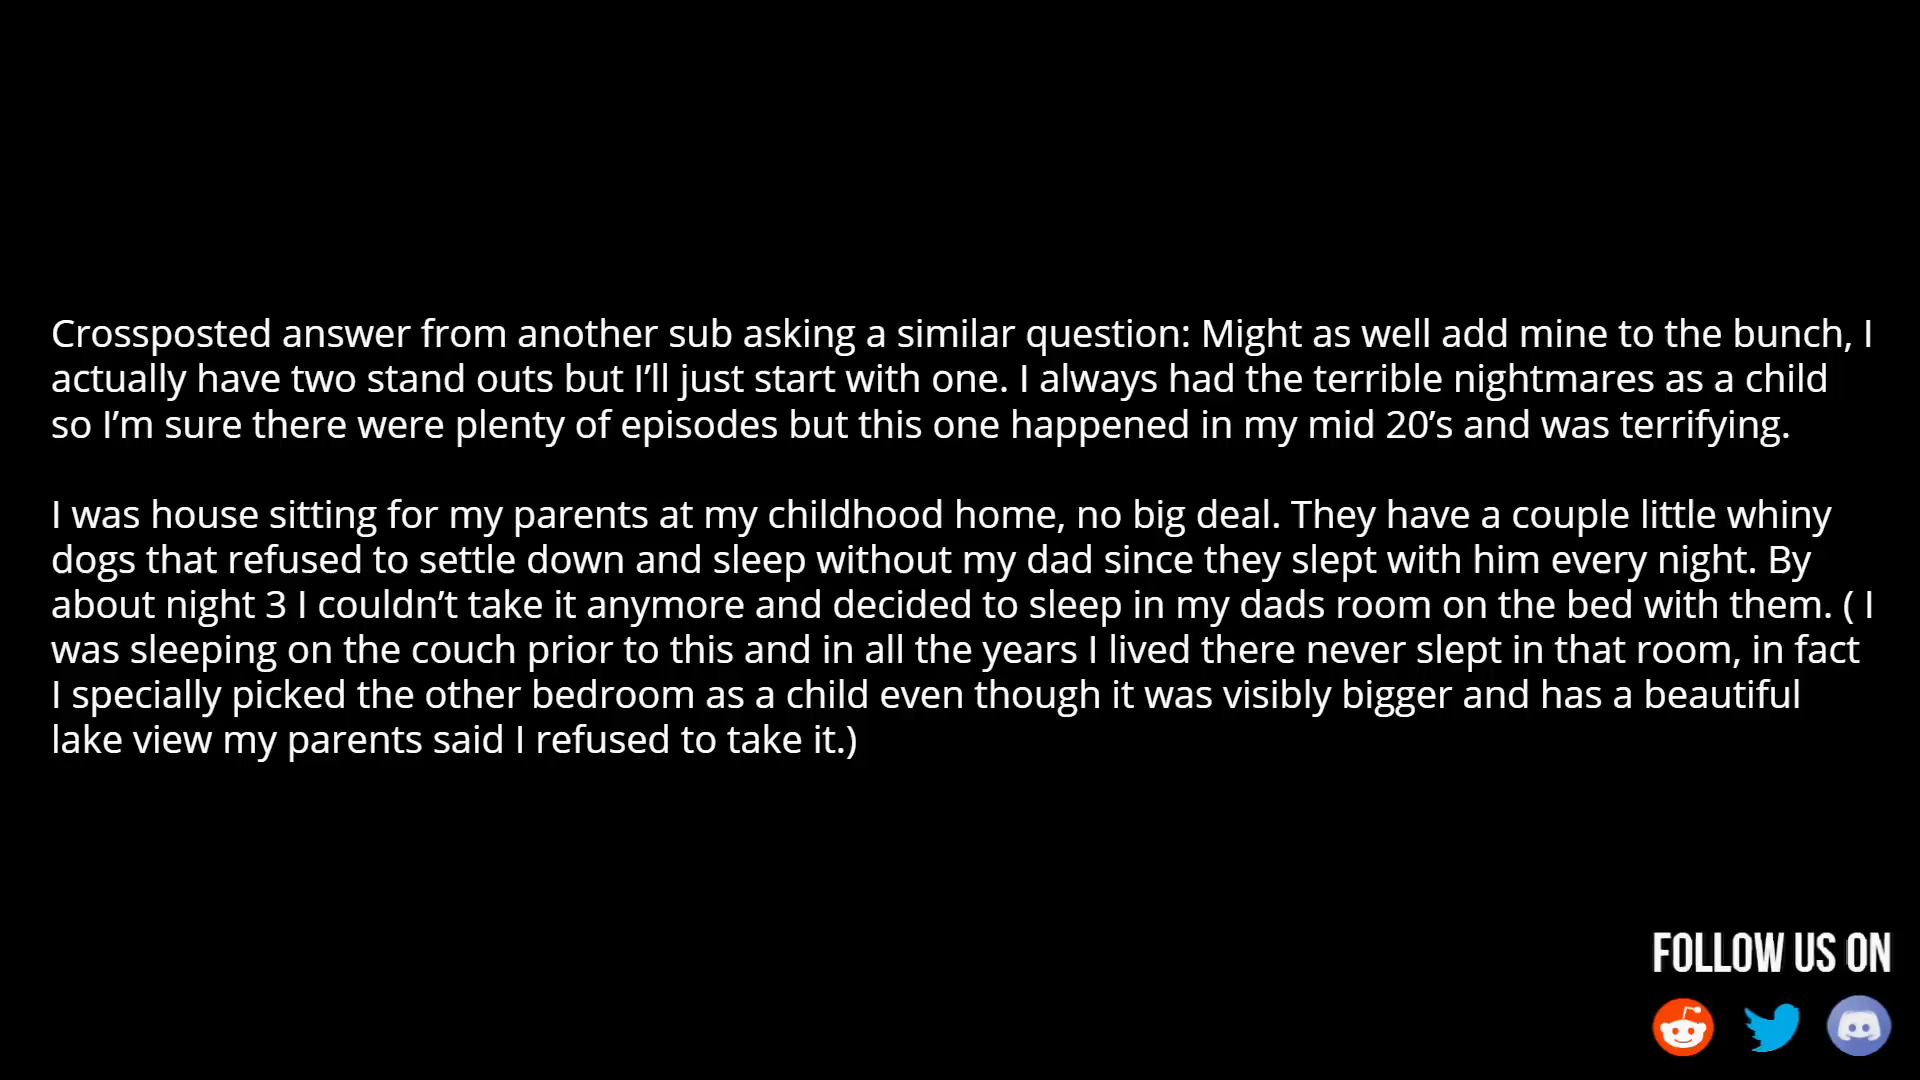 Crossposted answer from another sub asking a similar question: Might as well add mine to the bunch, I
actually have two stand outs but I’ll just start with one. I always had the terrible nightmares as a child
so I’m sure there were plenty of episodes but this one happened in my mid 20’s and was terrifying.
I was house sitting for my parents at my childhood home, no big deal. They have a couple little whiny
dogs that refused to settle down and sleep without my dad since they slept with him every night. By
about night 3 I couldn’t take it anymore and decided to sleep in my dads room on the bed with them. ( I
was sleeping on the couch prior to this and in all the years I lived there never slept in that room, in fact
I specially picked the other bedroom as a child even though it was visibly bigger and has a beautiful
lake view my parents said I refused to take it.)
FOLLOW US ON